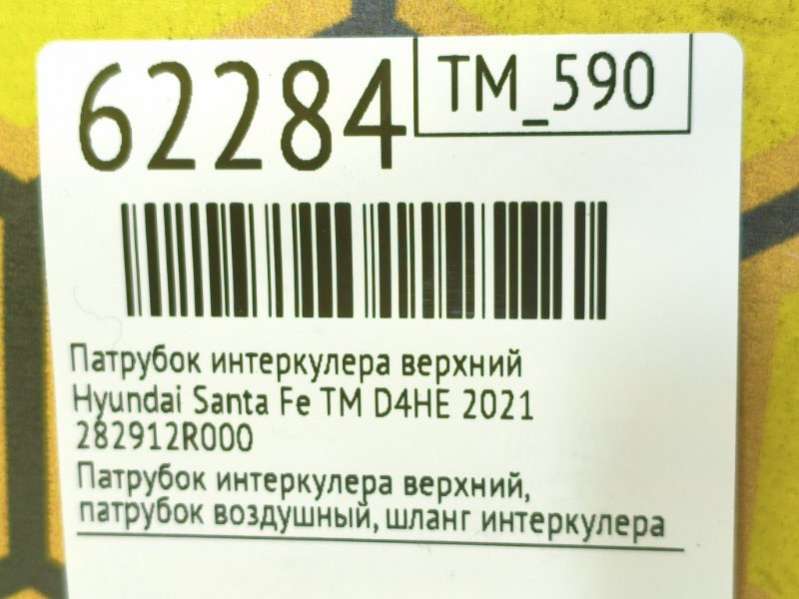 62284
TM_590
Патрубок интеркулера верхний
Hyundai Santa Fe TM D4HE 2021
282912R000
Патрубок интеркулера верхний,
патрубок воздушный, шланг интеркулера